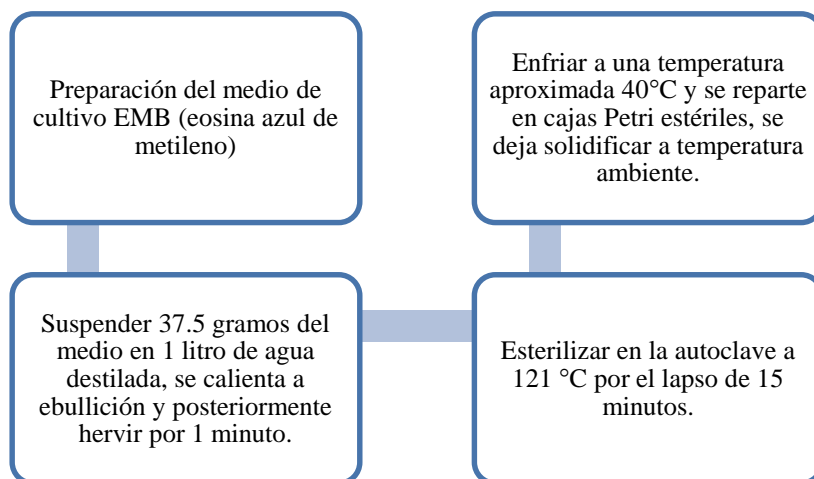 Preparación del medio de
cultivo EMB (eosina azul de
metileno)
Suspender 37.5 gramos del
medio en 1 litro de agua
destilada, se calienta a
ebullición y posteriormente
hervir por 1 minuto.
Esterilizar en la autoclave a
121 °C por el lapso de 15
minutos.
Enfriar a una temperatura
aproximada 40°C y se reparte
en cajas Petri estériles, se
deja solidificar a temperatura
ambiente.